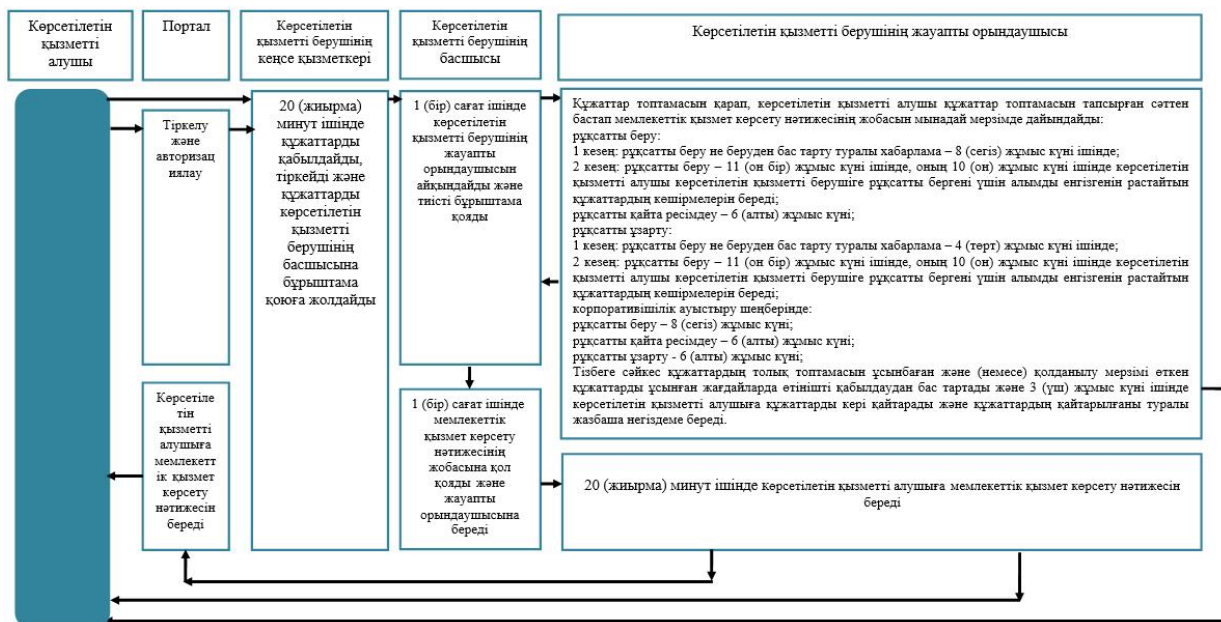 Көрсетілетін
қызметті
алушы
Портал
Көрсетілетін
қызметті берушінің
кеңсе қызметкері
Көрсетілетін
қызметті берушінің
басшысы
Көрсетілетін қызметті берушінің жауапты орындаушысы
Тіркелу
және
авторизац
иялау
20 (жиырма)
минут ішінде
құжаттарды
қабылдайды,
тіркейді және
құжаттарды
көрсетілетін
қызметті
берушінің
басшысына
бұрыштама
қоюға жолдайды
1 (бір) сағат ішінде
көрсетілетін
қызметті берушінің
жауапты
орындаушысын
айқындайды және
тиісті бұрыштама
қояды
Құжаттар топтамасын қарап, көрсетілетін қызметті алушы құжаттар топтамасын тапсырған сәттен
бастап мемлекеттік қызмет көрсету нәтижесінің жобасын мынадай мерзімде дайындайды:
рұқсатты беру:
1 кезең: рұқсатты беру не беруден бас тарту туралы хабарлама – 8 (сегіз) жұмыс күні ішінде;
2 кезең: рұқсатты беру – 11 (он бір) жұмыс күні ішінде, оның 10 (он) жұмыс күні ішінде көрсетілетін
қызметті алушы көрсетілетін қызметті берушіге рұқсатты бергені үшін алымды енгізгенін растайтын
құжаттардың көшірмелерін береді;
рұқсатты қайта ресімдеу – 6 (алты) жұмыс күні;
рұқсатты ұзарту:
1 кезең: рұқсатты беру не беруден бас тарту туралы хабарлама – 4 (төрт) жұмыс күні ішінде;
2 кезең: рұқсатты беру – 11 (он бір) жұмыс күні ішінде, оның 10 (он) жұмыс күні ішінде көрсетілетін
қызметті алушы көрсетілетін қызметті берушіге рұқсатты бергені үшін алымды енгізгенін растайтын
құжаттардың көшірмелерін береді;
корпоративішілік ауыстыру шеңберінде:
рұқсатты беру – 8 (сегіз) жұмыс күні;
рұқсатты қайта ресімдеу – 6 (алты) жұмыс күні;
рұқсатты ұзарту - 6 (алты) жұмыс күні;
Тізбеге сәйкес құжаттардың толық топтамасын ұсынбаған және (немесе) қолданылу мерзімі өткен
құжаттарды ұсынған жағдайларда өтінішті қабылдаудан бас тартады және 3 (үш) жұмыс күні ішінде
көрсетілетін қызметті алушыға құжаттарды кері қайтарады және құжаттардың қайтарылғаны туралы
жазбаша негіздеме береді.
Көрсетіле
тін
қызметті
алушыға
мемлекетт
ік қызмет
көрсету
нәтижесін
береді
1 (бір) сағат ішінде
мемлекеттік
қызмет көрсету
нәтижесінің
жобасына қол
қояды және
жауапты
орындаушысына
береді
20 (жиырма) минут ішінде көрсетілетін қызметті алушыға мемлекеттік қызмет көрсету нәтижесін
береді